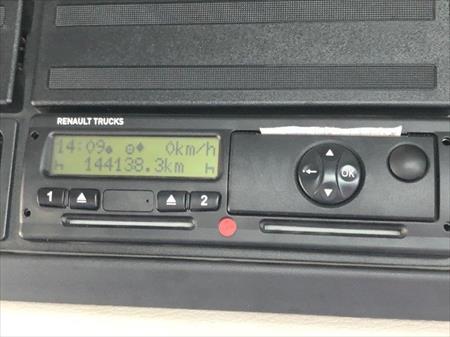 RENAULT TRUCKS
14:09 0km/h
h 144138.3km h
1 2
OK